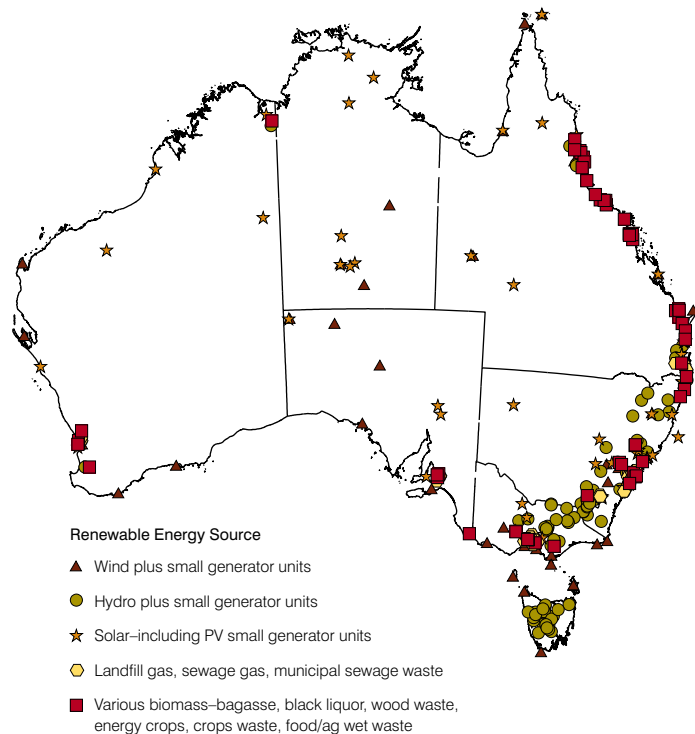 Renewable Energy Source
Wind plus small generator units
Hydro plus small generator units
Solar–including PV small generator units
Landfill gas, sewage gas, municipal sewage waste
Various biomass–bagasse, black liquor, wood waste,
energy crops, crops waste, food/ag wet waste